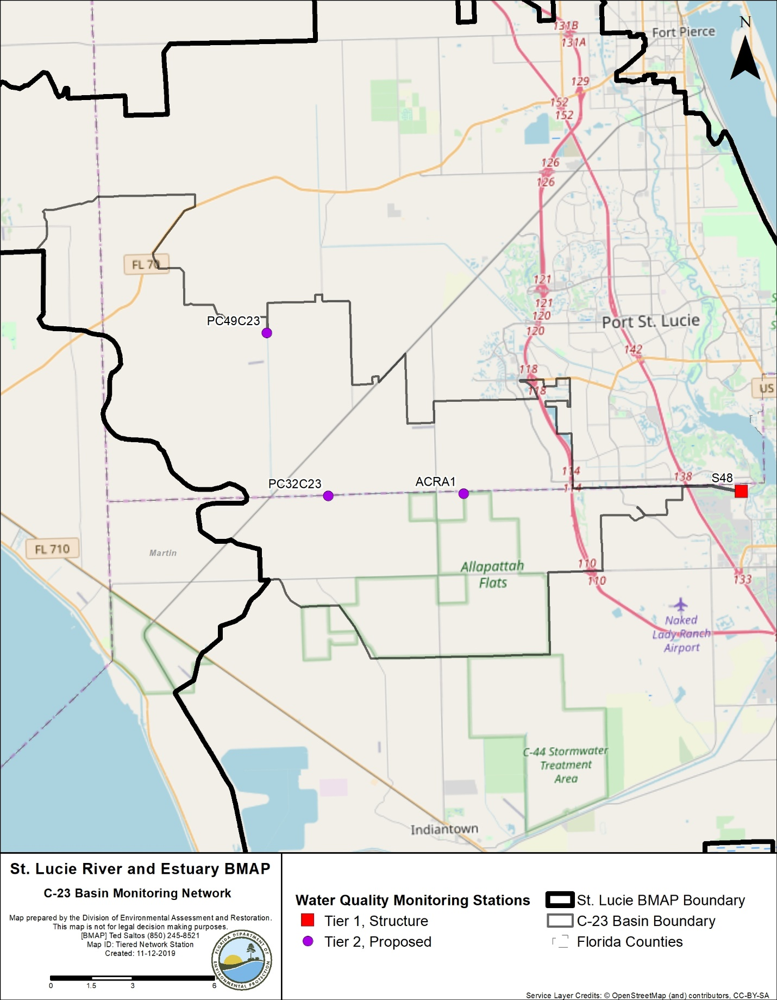 N
Fort Pierce
131B
131A
129
152
152
126
126
FL 70
121
121
120
120
PC49C23
Port St. Lucie
142
118
118
US
114
114
138
S48
PC32C23
ACRA1
FL 710
Martin
Allapattah
Flats
110
110
133
Naked
Lady Ranch
Airport
C-44 Stormwater
Treatment
Area
Indiantown
St. Lucie River and Estuary BMAP
C-23 Basin Monitoring Network
Map prepared by the Division of Environmental Assessment and Restoration.
This map is not for legal decision making purposes.
[BMAP] Ted Saltos (850) 245-8521
Map ID: Tiered Network Station
Created: 11-12-2019
0 1.5 3 6
FLORIDA DEPARTMENT OF
ENVIRONMENTAL PROTECTION
Water Quality Monitoring Stations
Tier 1, Structure
Tier 2, Proposed
St. Lucie BMAP Boundary
C-23 Basin Boundary
Florida Counties
Service Layer Credits: © OpenStreetMap (and) contributors, CC-BY-SA